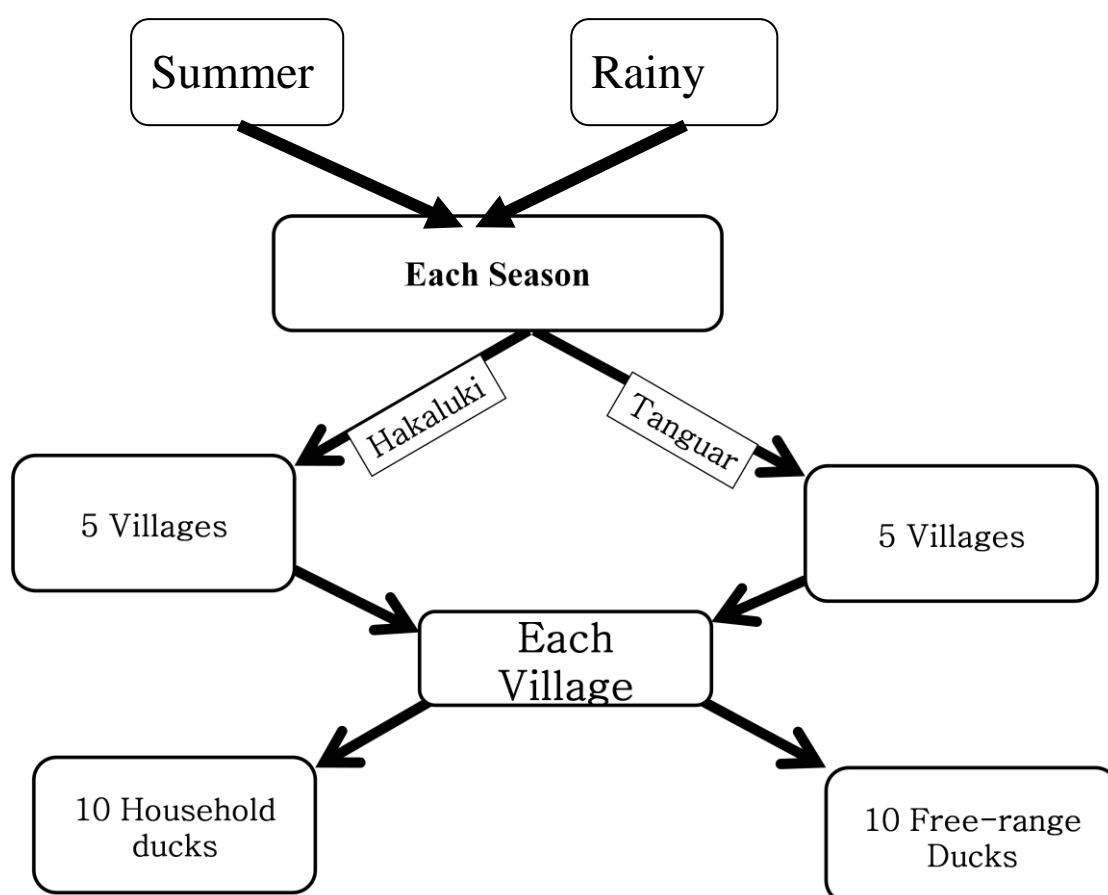 Summer
Rainy
Each Season
Hakaluki
Tanguar
5 Villages
5 Villages
Each
Village
10 Household
ducks
10 Free-range
Ducks